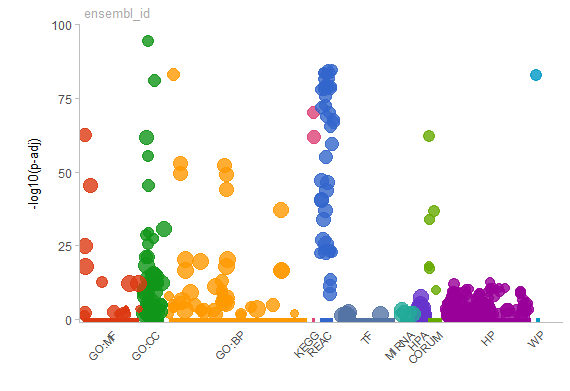 ensembl_id
100
75
50
25
0
-log10(p-adj)
GO:MF
GO:CC
GO:BP
KEGG
REAC
TF
MIRNA
HPA
CORUM
HP
WP